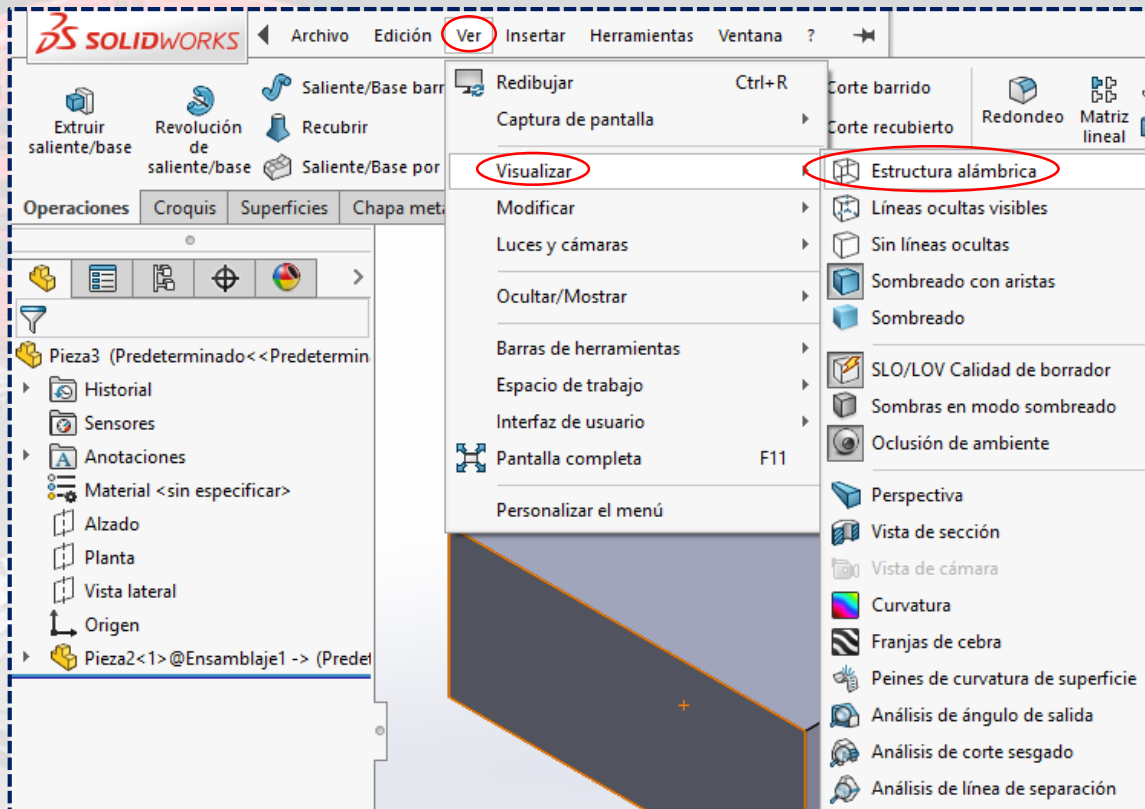 SOLIDWORKS Archivo Edición Ver Insertar Herramientas Ventana ?
Extruir saliente/base
Revolución de saliente/base
Saliente/Base barr
Recubrir
Saliente/Base por
Corte barrido
Corte recubierto
Redondeo
Matriz lineal
Operaciones Croquis Superficies Chapa meta
Pieza3 (Predeterminado<<Predetermin
Historial
Sensores
Anotaciones
Material <sin especificar>
Alzado
Planta
Vista lateral
Origen
Pieza2<1>@Ensamblaje1 -> (Predet
Redibujar Ctrl+R
Captura de pantalla
Visualizar
Modificar
Luces y cámaras
Ocultar/Mostrar
Barras de herramientas
Espacio de trabajo
Interfaz de usuario
Pantalla completa F11
Personalizar el menú
Estructura alámbrica
Líneas ocultas visibles
Sin líneas ocultas
Sombreado con aristas
Sombreado
SLO/LOV Calidad de borrador
Sombras en modo sombreado
Oclusión de ambiente
Perspectiva
Vista de sección
Vista de cámara
Curvatura
Franjas de cebra
Peines de curvatura de superficie
Análisis de ángulo de salida
Análisis de corte sesgado
Análisis de línea de separación